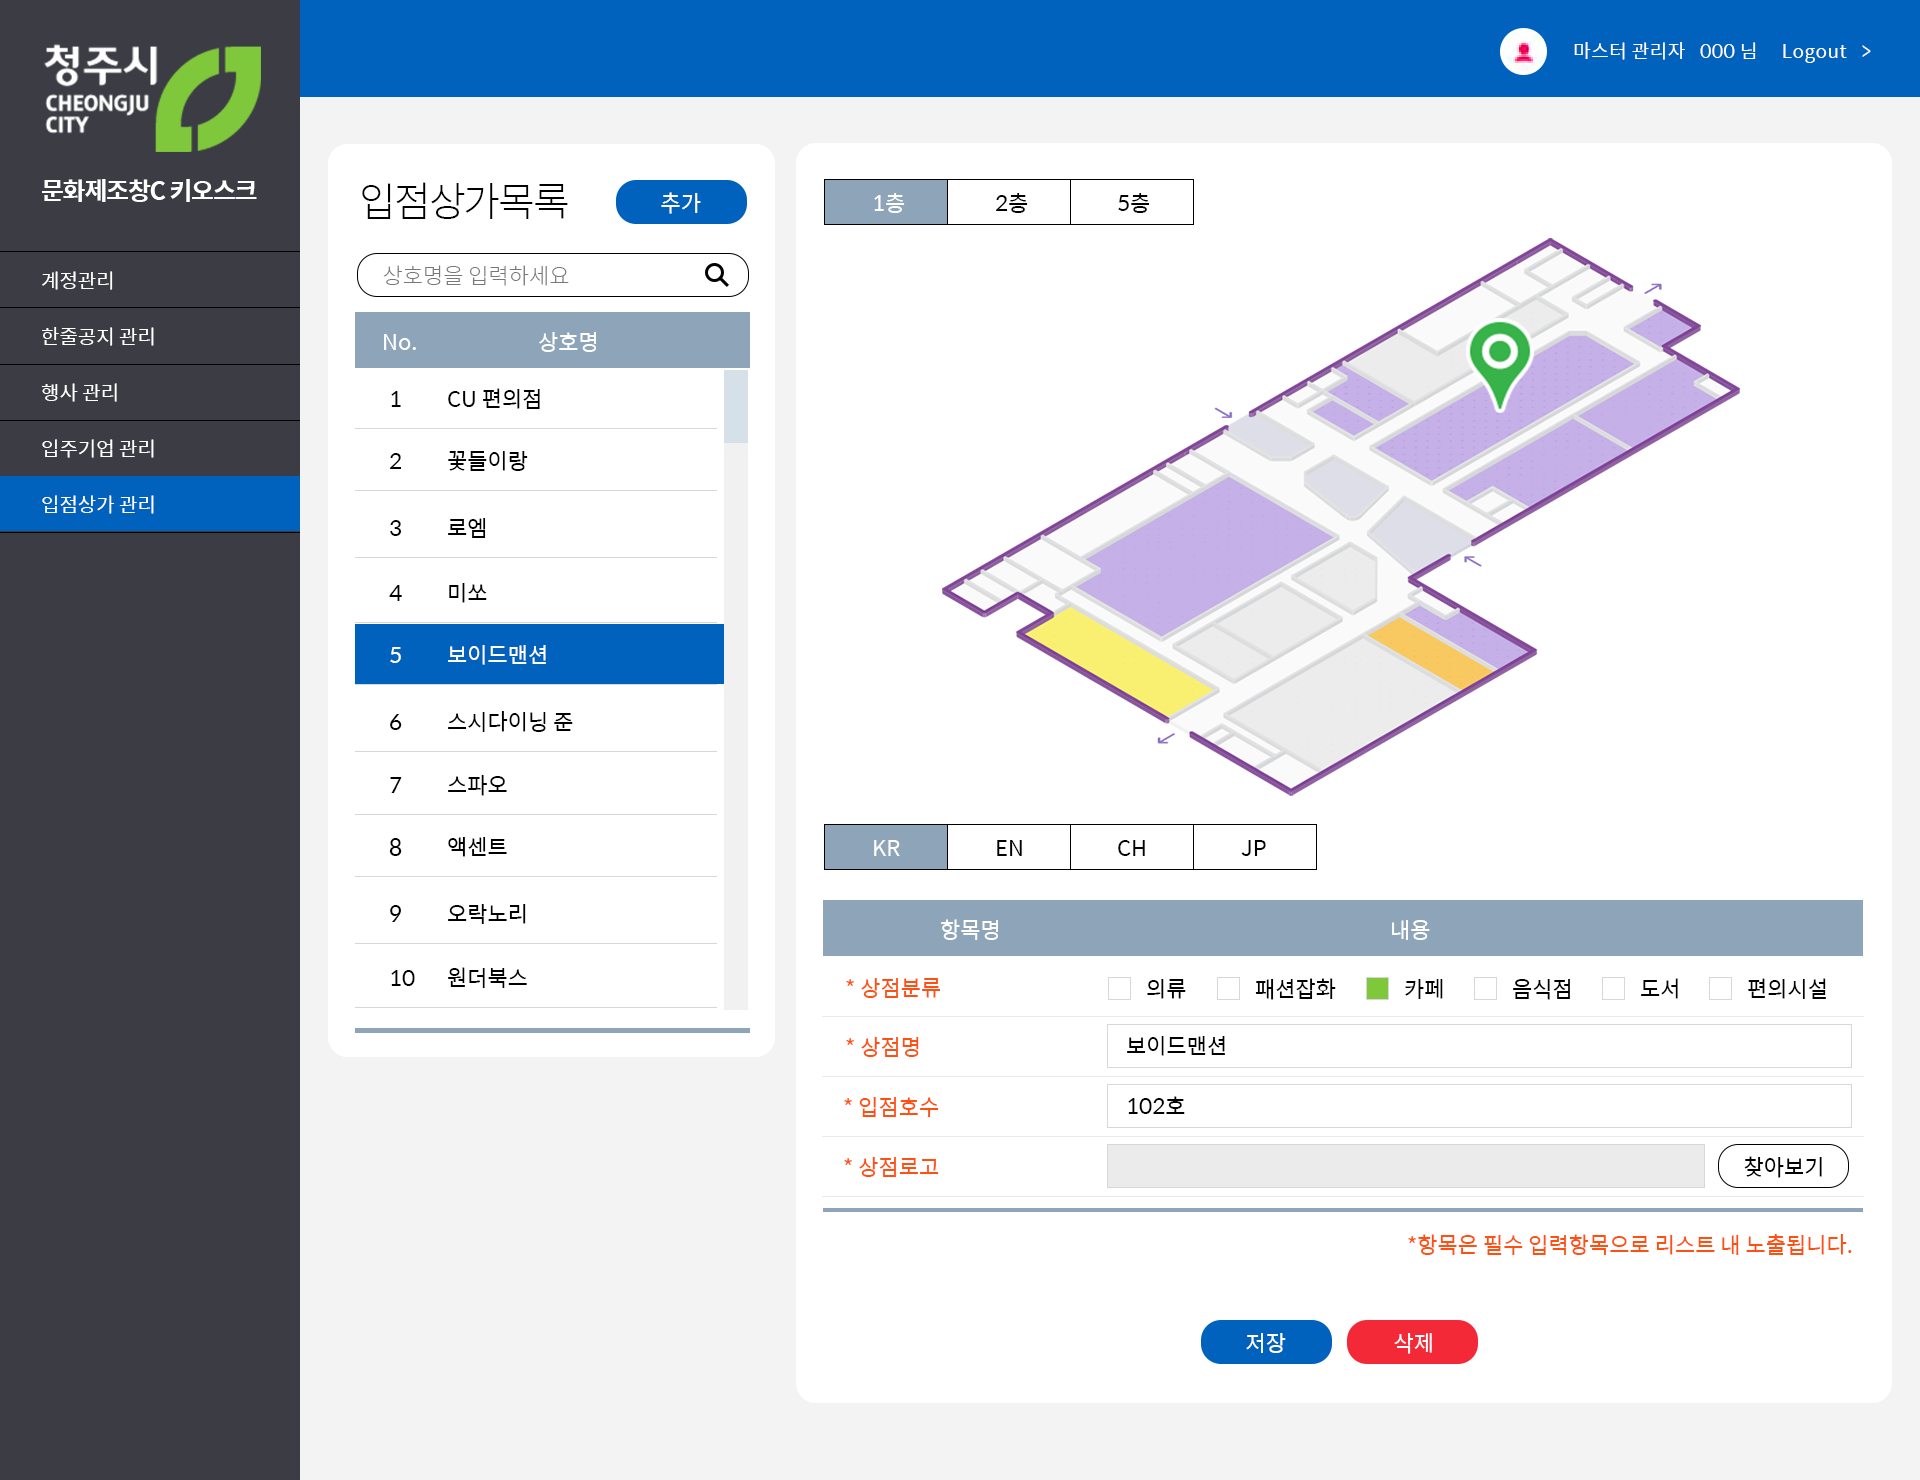 청주시
CHEONGJU
CITY
문화제조창C 키오스크
계정관리
한줄공지 관리
행사 관리
입주기업 관리
입점상가 관리
마스터 관리자 000 님 Logout >
입점상가목록 추가
상호명을 입력하세요
No. 상호명
1 CU 편의점
2 꽃들이랑
3 로엠
4 미쏘
5 보이드맨션
6 스시다이닝 준
7 스파오
8 액센트
9 오락노리
10 원더북스
1층 2층 5층
KR EN CH JP
항목명 내용
* 상점분류 의류 패션잡화 카페 음식점 도서 편의시설
* 상점명 보이드맨션
* 입점호수 102호
* 상점로고 찾아보기
*항목은 필수 입력항목으로 리스트 내 노출됩니다.
저장 삭제